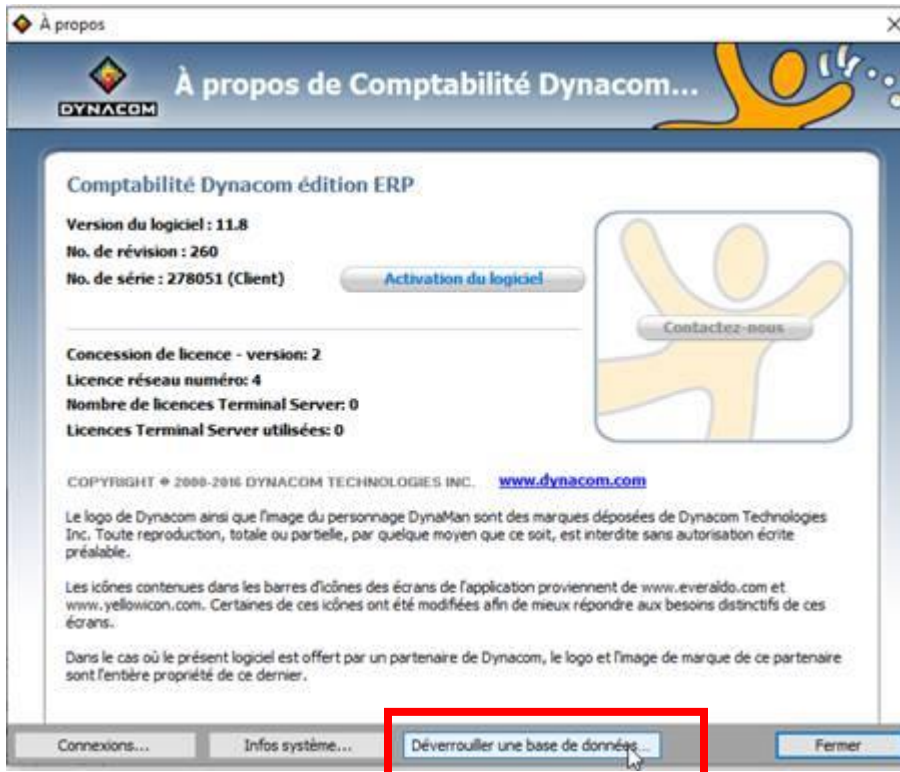 À propos
DYNACOM
À propos de Comptabilité Dynacom...
Comptabilité Dynacom édition ERP
Version du logiciel : 11.8
No. de révision : 260
No. de série : 278051 (Client)
Activation du logiciel
Contactez-nous
Concession de licence - version: 2
Licence réseau numéro: 4
Nombre de licences Terminal Server: 0
Licences Terminal Server utilisées: 0
COPYRIGHT � 2000-2016 DYNACOM TECHNOLOGIES INC. www.dynacom.com
Le logo de Dynacom ainsi que l'image du personnage DynaMan sont des marques déposées de Dynacom Technologies
Inc. Toute reproduction, totale ou partielle, par quelque moyen que ce soit, est interdite sans autorisation écrite
préalable.
Les icônes contenues dans les barres d'icônes des écrans de l'application proviennent de www.everaldo.com et
www.yellowicon.com. Certaines de ces icônes ont été modifiées afin de mieux répondre aux besoins distinctifs de ces
écrans.
Dans le cas où le présent logiciel est offert par un partenaire de Dynacom, le logo et l'image de marque de ce partenaire
sont l'entière propriété de ce dernier.
Connexions...
Infos système...
Déverrouiller une base de données...
Fermer